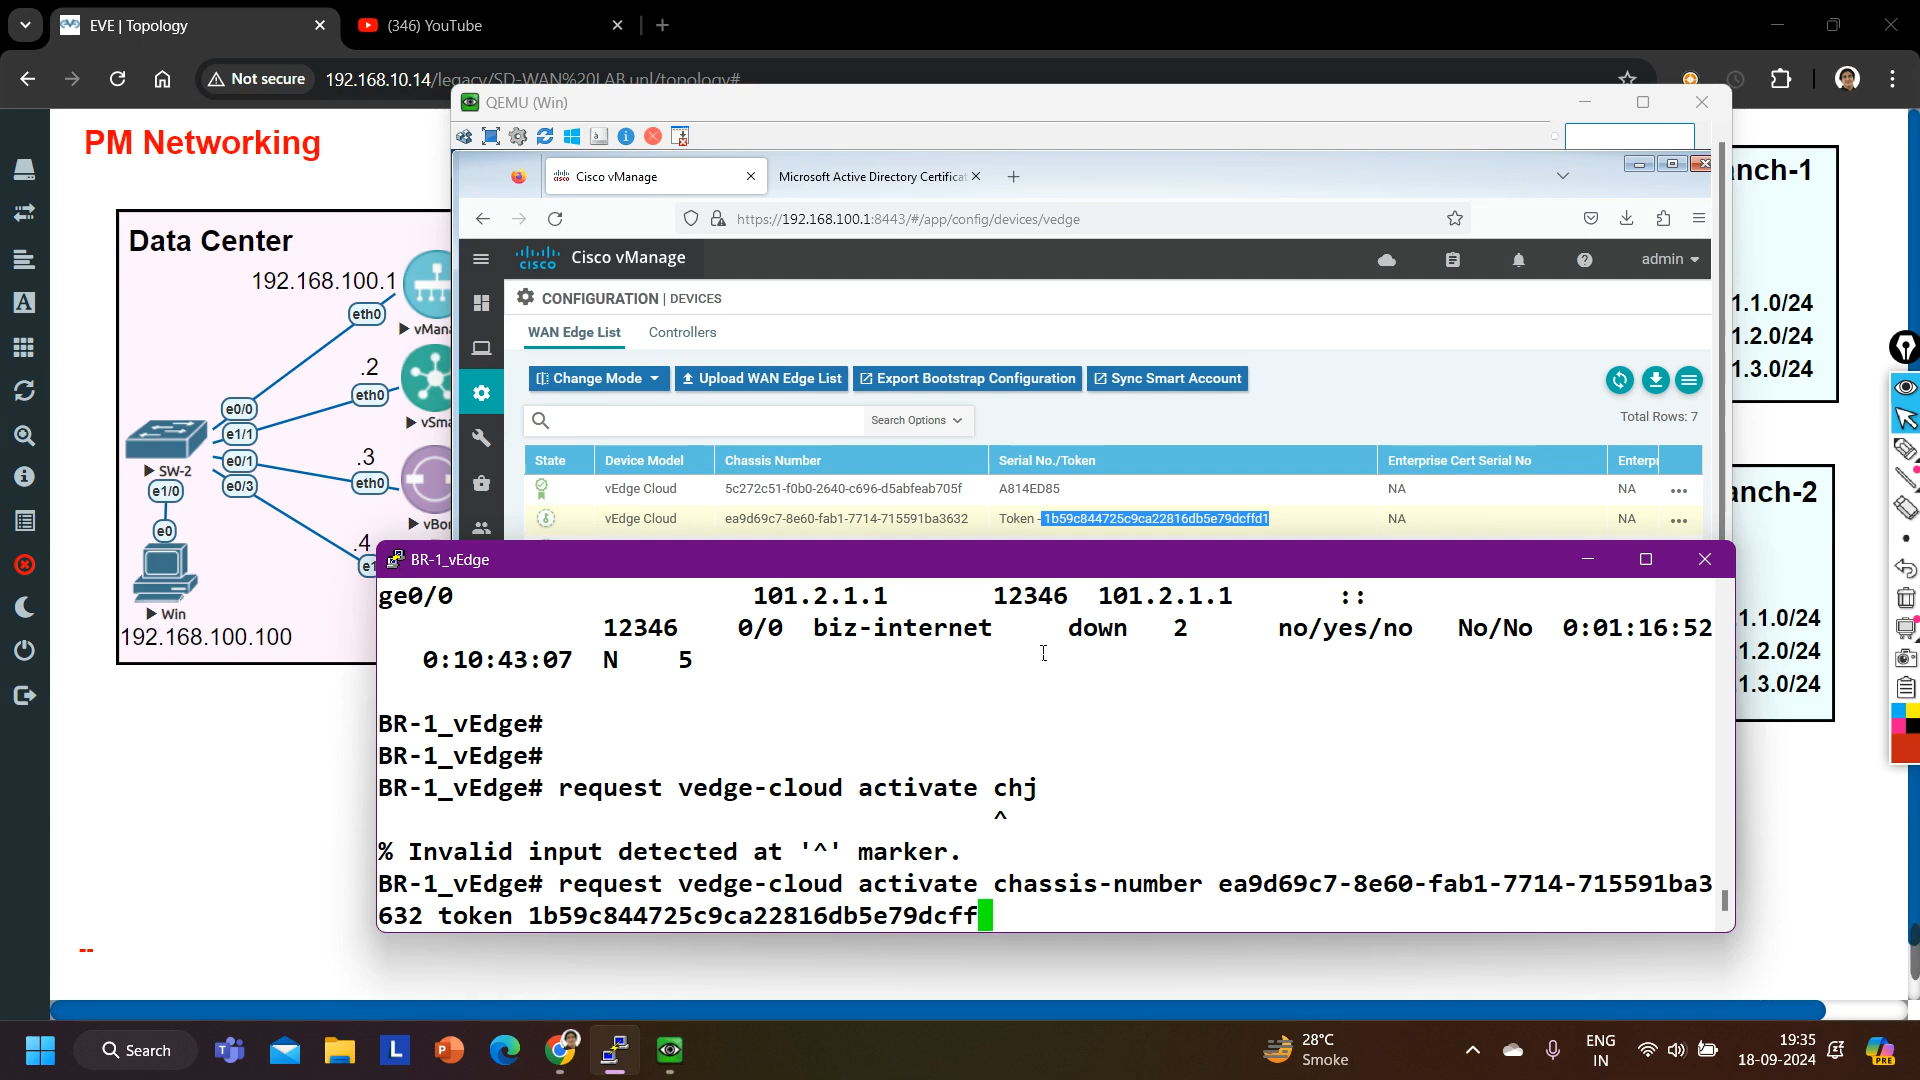 EVE | Topology
(346) YouTube
Not secure
192.168.10.14/legacy/SD-WAN%20LAB.unl/topology#
PM Networking
Data Center
192.168.100.1
eth0
vMana
.2
eth0
vSma
e0/0
e1/1
e0/1
e0/3
SW-2
.3
eth0
vBon
e1/0
e0
.4
e1
Win
192.168.100.100
QEMU (Win)
Cisco vManage
Microsoft Active Directory Certificat
https://192.168.100.1:8443/#/app/config/devices/vedge
cisco
Cisco vManage
admin
CONFIGURATION | DEVICES
WAN Edge List
Controllers
Change Mode
Upload WAN Edge List
Export Bootstrap Configuration
Sync Smart Account
Search Options
Total Rows: 7
State Device Model Chassis Number Serial No./Token Enterprise Cert Serial No Enterp
vEdge Cloud 5c272c51-f0b0-2640-c696-d5abfeab705f A814ED85 NA NA
vEdge Cloud ea9d69c7-8e60-fab1-7714-715591ba3632 Token - 1b59c844725c9ca22816db5e79dcffd1 NA NA
anch-1
1.1.0/24
1.2.0/24
1.3.0/24
anch-2
1.1.0/24
1.2.0/24
1.3.0/24
BR-1_vEdge
ge0/0 101.2.1.1 12346 101.2.1.1 ::
12346 0/0 biz-internet down 2 no/yes/no No/No 0:01:16:52
0:10:43:07 N 5
BR-1_vEdge#
BR-1_vEdge#
BR-1_vEdge# request vedge-cloud activate chj
^
% Invalid input detected at '^' marker.
BR-1_vEdge# request vedge-cloud activate chassis-number ea9d69c7-8e60-fab1-7714-715591ba3
632 token 1b59c844725c9ca22816db5e79dcff
--
Search
28°C
Smoke
ENG
IN
19:35
18-09-2024
PRE